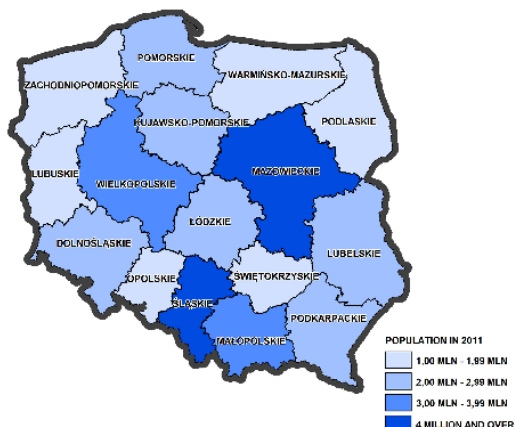 POMORSKIE
ZACHODNIOPOMORSKIE
WARMIŃSKO-MAZURSKIE
KUJAWSKO-POMORSKIE
PODLASKIE
LUBUSKIE
WIELKOPOLSKIE
MAZOWIECKIE
ŁÓDZKIE
DOLNOŚLĄSKIE
LUBELSKIE
OPOLSKIE
ŚWIĘTOKRZYSKIE
ŚLĄSKIE
PODKARPACKIE
MAŁOPOLSKIE
POPULATION IN 2011
1,00 MLN - 1,99 MLN
2,00 MLN - 2,99 MLN
3,00 MLN - 3,99 MLN
4 MILLION AND OVER